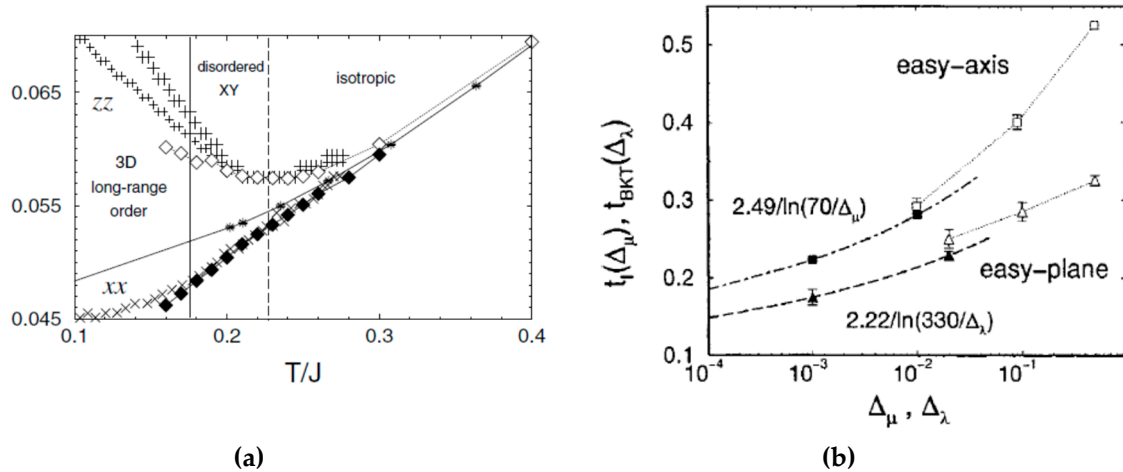 0.065
0.055
0.045
zz
3D
long-range
order
disordered
XY
isotropic
xx
0.1
0.2
0.3
0.4
T/J
(a)
t_I(Δ_μ), t_BKT(Δ_λ)
0.5
0.4
0.3
0.2
0.1
easy-axis
2.49/ln(70/Δ_μ)
easy-plane
2.22/ln(330/Δ_λ)
10⁻⁴
10⁻³
10⁻²
10⁻¹
Δ_μ , Δ_λ
(b)